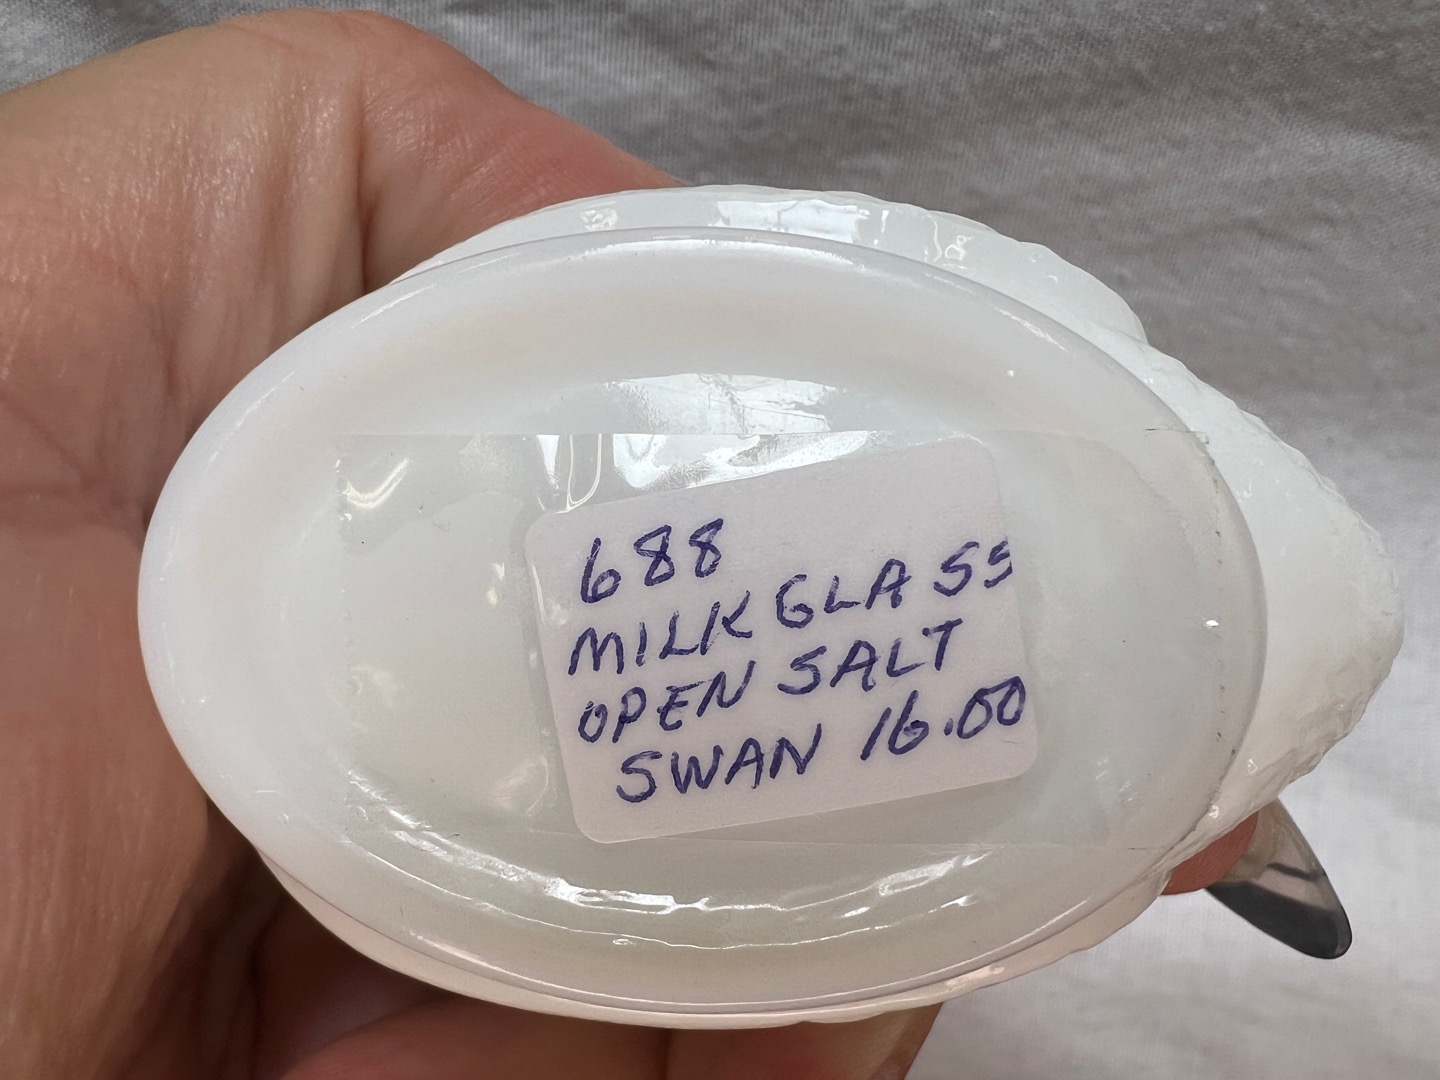 688
MILK GLASS
OPEN SALT
SWAN 16.00